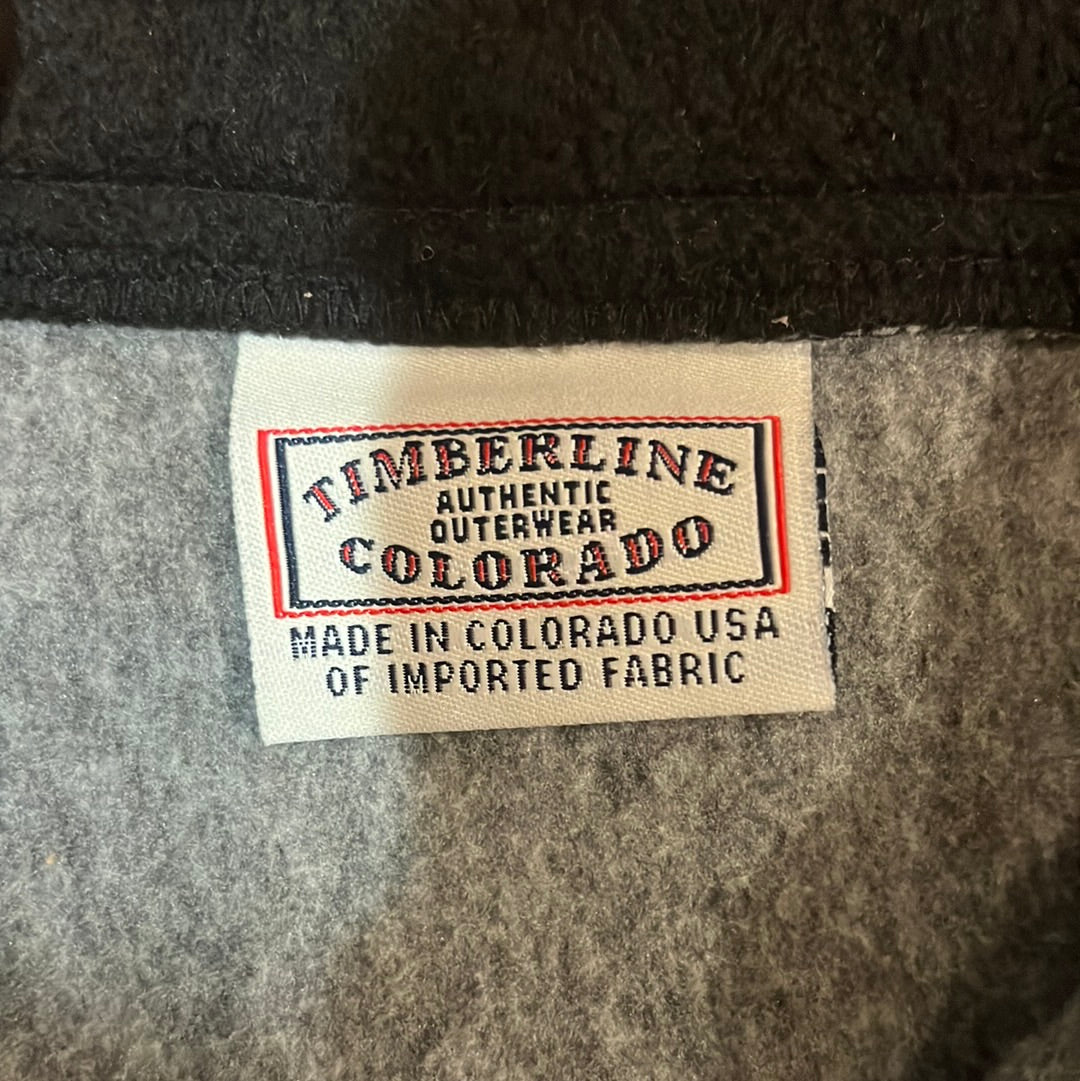 TIMBERLINE
AUTHENTIC
OUTERWEAR
COLORADO
MADE IN COLORADO USA
OF IMPORTED FABRIC